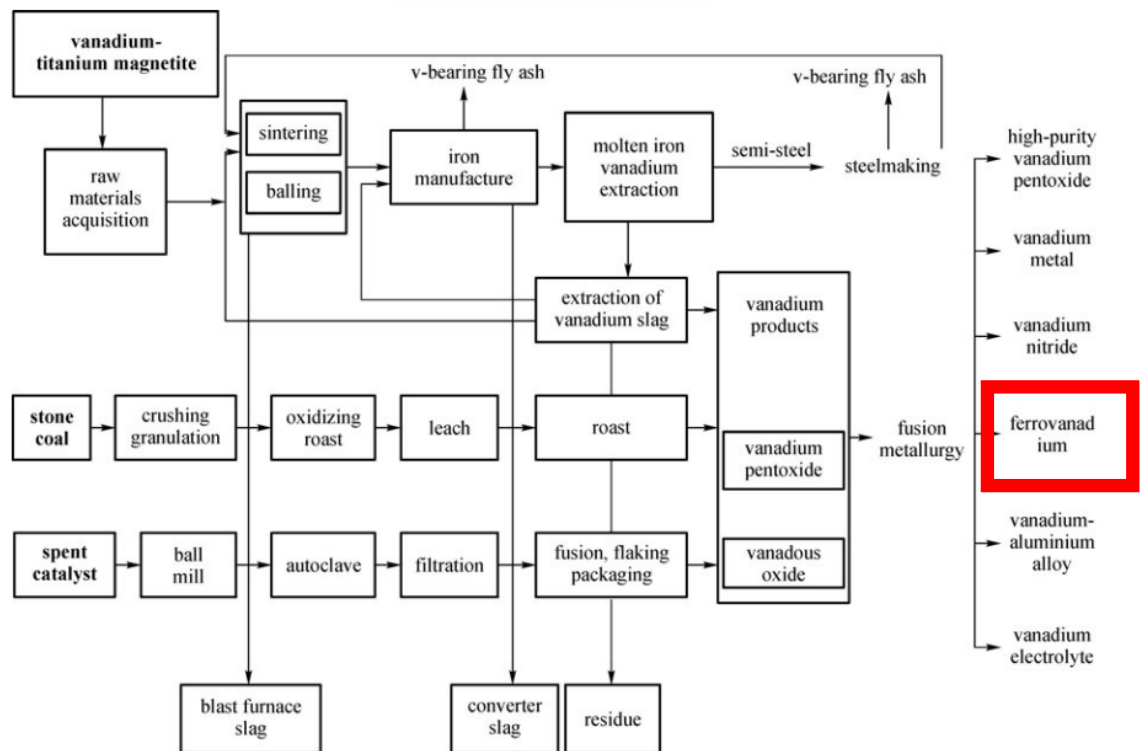 vanadium-
titanium magnetite
raw
materials
acquisition
sintering
balling
v-bearing fly ash
iron
manufacture
molten iron
vanadium
extraction
semi-steel
v-bearing fly ash
steelmaking
extraction of
vanadium slag
vanadium
products
stone
coal
crushing
granulation
oxidizing
roast
leach
roast
vanadium
pentoxide
spent
catalyst
ball
mill
autoclave
filtration
fusion, flaking
packaging
vanadous
oxide
blast furnace
slag
converter
slag
residue
fusion
metallurgy
high-purity
vanadium
pentoxide
vanadium
metal
vanadium
nitride
ferrovanad
ium
vanadium-
aluminium
alloy
vanadium
electrolyte